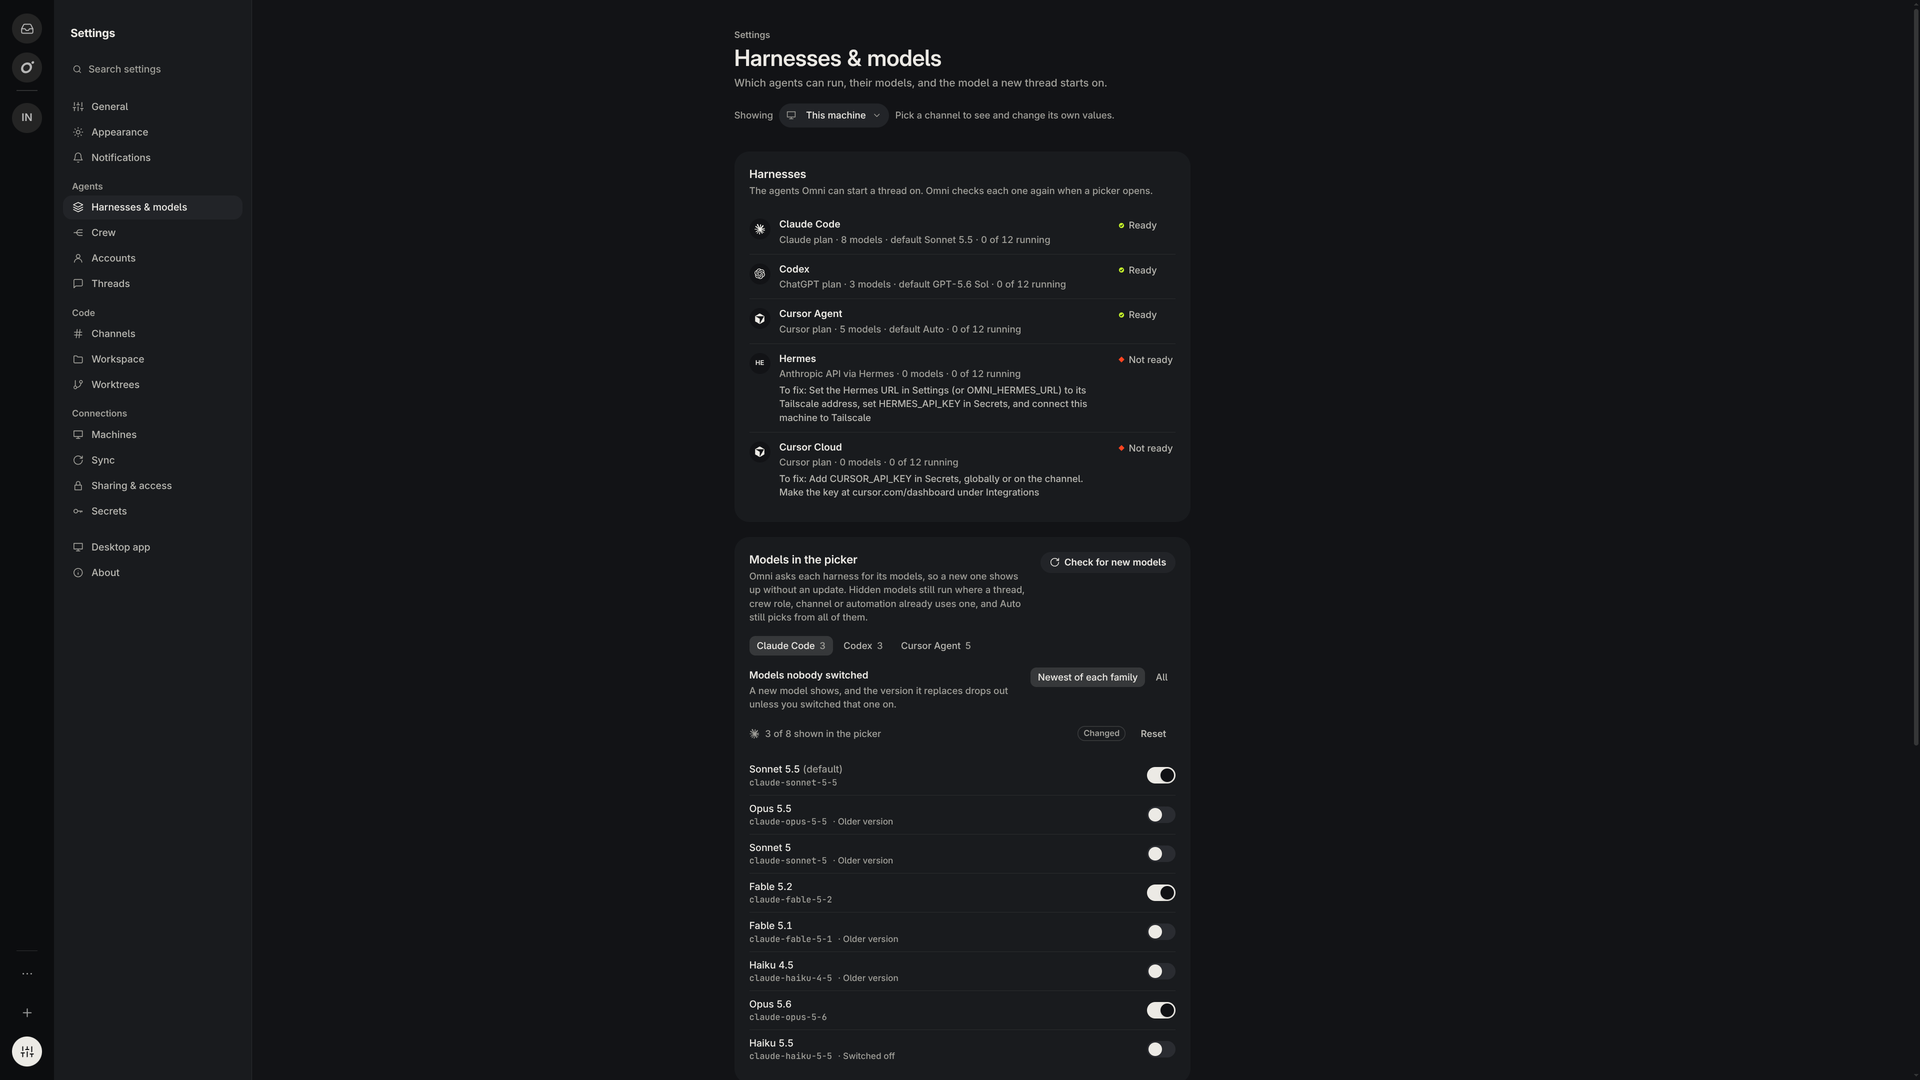 Settings
Search settings
IN
General
Appearance
Notifications
Agents
Harnesses & models
Crew
Accounts
Threads
Code
Channels
Workspace
Worktrees
Connections
Machines
Sync
Sharing & access
Secrets
Desktop app
About
Settings
Harnesses & models
Which agents can run, their models, and the model a new thread starts on.
Showing This machine Pick a channel to see and change its own values.
Harnesses
The agents Omni can start a thread on. Omni checks each one again when a picker opens.
Claude Code
Claude plan · 8 models · default Sonnet 5.5 · 0 of 12 running
Ready
Codex
ChatGPT plan · 3 models · default GPT-5.6 Sol · 0 of 12 running
Ready
Cursor Agent
Cursor plan · 5 models · default Auto · 0 of 12 running
Ready
HE
Hermes
Anthropic API via Hermes · 0 models · 0 of 12 running
To fix: Set the Hermes URL in Settings (or OMNI_HERMES_URL) to its
Tailscale address, set HERMES_API_KEY in Secrets, and connect this
machine to Tailscale
Not ready
Cursor Cloud
Cursor plan · 0 models · 0 of 12 running
To fix: Add CURSOR_API_KEY in Secrets, globally or on the channel.
Make the key at cursor.com/dashboard under Integrations
Not ready
Models in the picker
Check for new models
Omni asks each harness for its models, so a new one shows
up without an update. Hidden models still run where a thread,
crew role, channel or automation already uses one, and Auto
still picks from all of them.
Claude Code 3 Codex 3 Cursor Agent 5
Models nobody switched
A new model shows, and the version it replaces drops out
unless you switched that one on.
Newest of each family All
3 of 8 shown in the picker Changed Reset
Sonnet 5.5 (default)
claude-sonnet-5-5
Opus 5.5
claude-opus-5-5 · Older version
Sonnet 5
claude-sonnet-5 · Older version
Fable 5.2
claude-fable-5-2
Fable 5.1
claude-fable-5-1 · Older version
Haiku 4.5
claude-haiku-4-5 · Older version
Opus 5.6
claude-opus-5-6
Haiku 5.5
claude-haiku-5-5 · Switched off